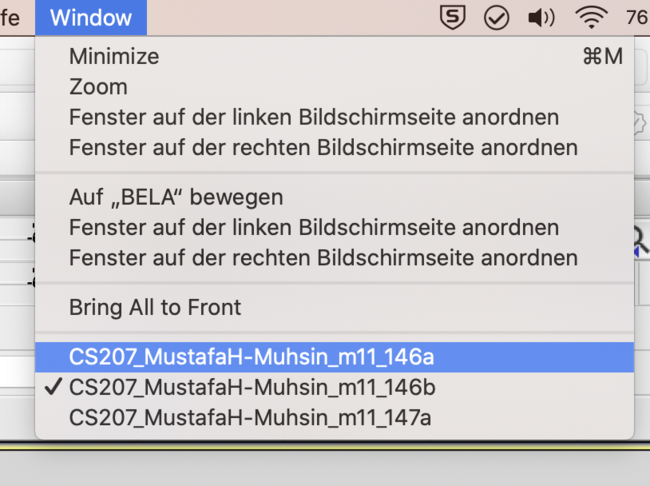 fe Window 76
Minimize ⌘M
Zoom
Fenster auf der linken Bildschirmseite anordnen
Fenster auf der rechten Bildschirmseite anordnen
Auf „BELA“ bewegen
Fenster auf der linken Bildschirmseite anordnen
Fenster auf der rechten Bildschirmseite anordnen
Bring All to Front
CS207_MustafaH-Muhsin_m11_146a
✓ CS207_MustafaH-Muhsin_m11_146b
CS207_MustafaH-Muhsin_m11_147a